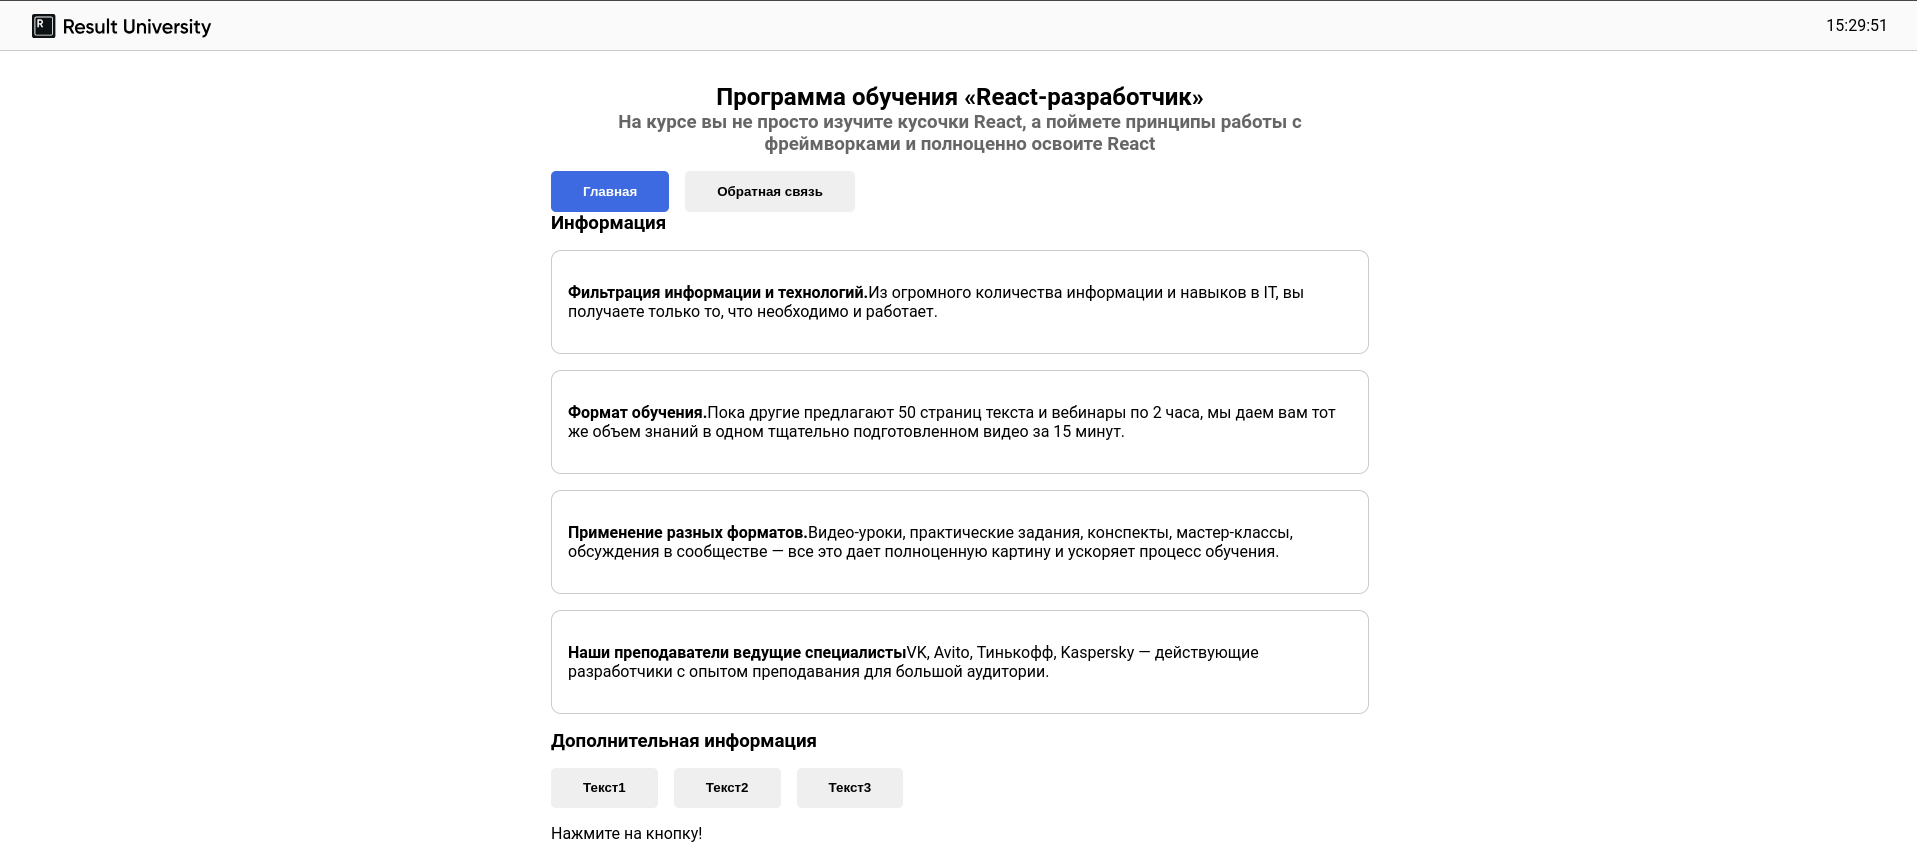 R Result University
15:29:51
Программа обучения «React-разработчик»
На курсе вы не просто изучите кусочки React, а поймете принципы работы с
фреймворками и полноценно освоите React
Главная
Обратная связь
Информация
Фильтрация информации и технологий.Из огромного количества информации и навыков в IT, вы
получаете только то, что необходимо и работает.
Формат обучения.Пока другие предлагают 50 страниц текста и вебинары по 2 часа, мы даем вам тот
же объем знаний в одном тщательно подготовленном видео за 15 минут.
Применение разных форматов.Видео-уроки, практические задания, конспекты, мастер-классы,
обсуждения в сообществе — все это дает полноценную картину и ускоряет процесс обучения.
Наши преподаватели ведущие специалистыVK, Avito, Тинькофф, Kaspersky — действующие
разработчики с опытом преподавания для большой аудитории.
Дополнительная информация
Текст1
Текст2
Текст3
Нажмите на кнопку!